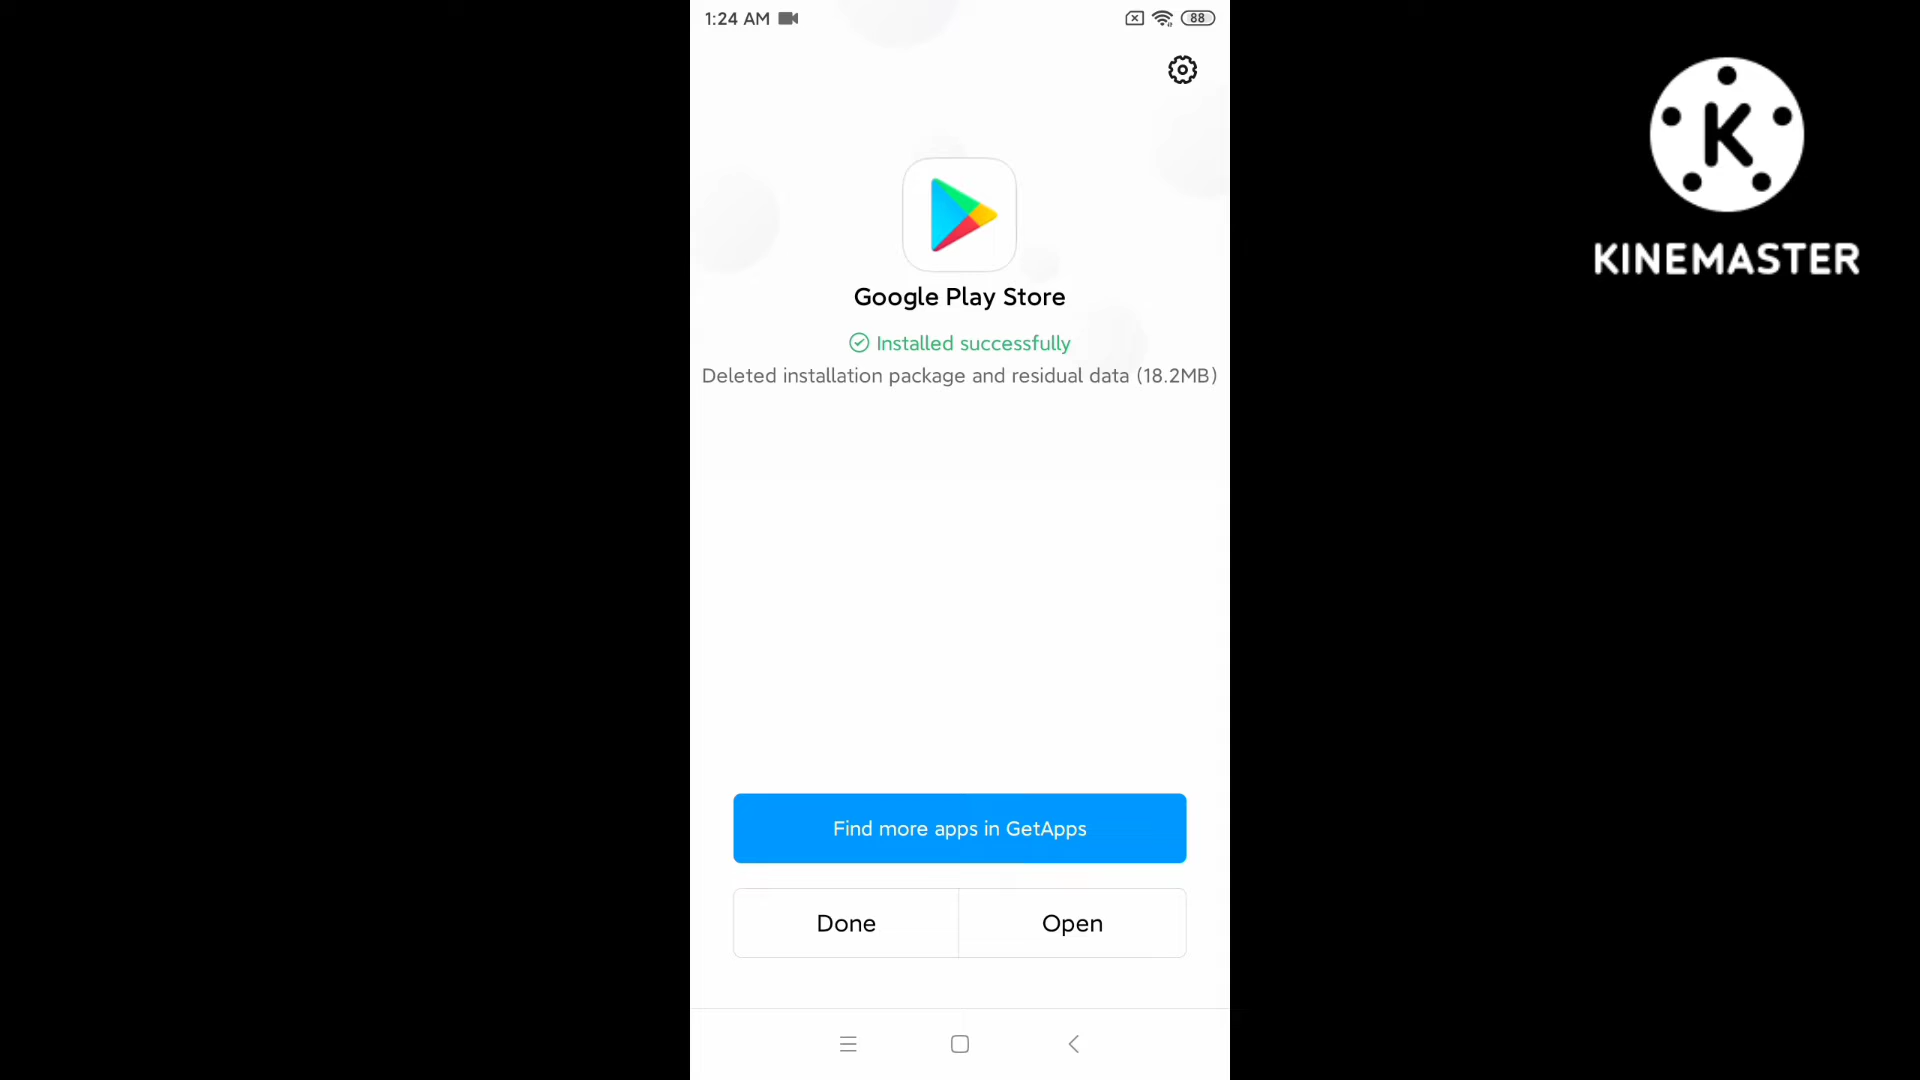 1:24 AM
88
K
KINEMASTER
Google Play Store
Installed successfully
Deleted installation package and residual data (18.2MB)
Find more apps in GetApps
Done
Open